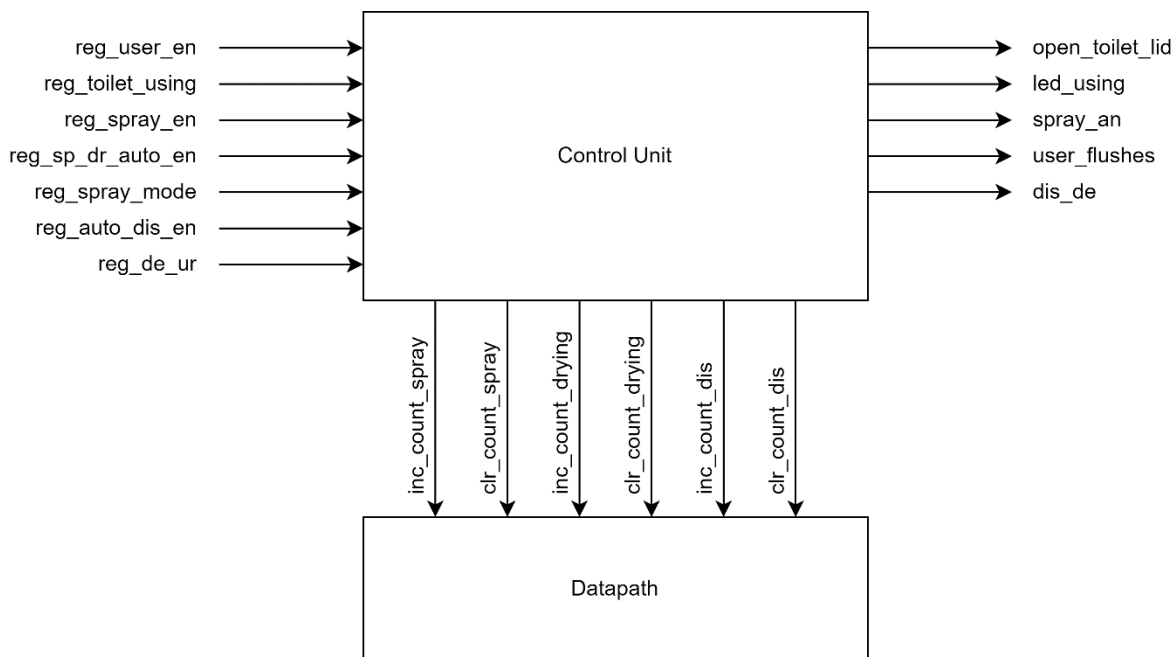 reg_user_en
reg_toilet_using
reg_spray_en
reg_sp_dr_auto_en
reg_spray_mode
reg_auto_dis_en
reg_de_ur
Control Unit
open_toilet_lid
led_using
spray_an
user_flushes
dis_de
inc_count_spray
clr_count_spray
inc_count_drying
clr_count_drying
inc_count_dis
clr_count_dis
Datapath